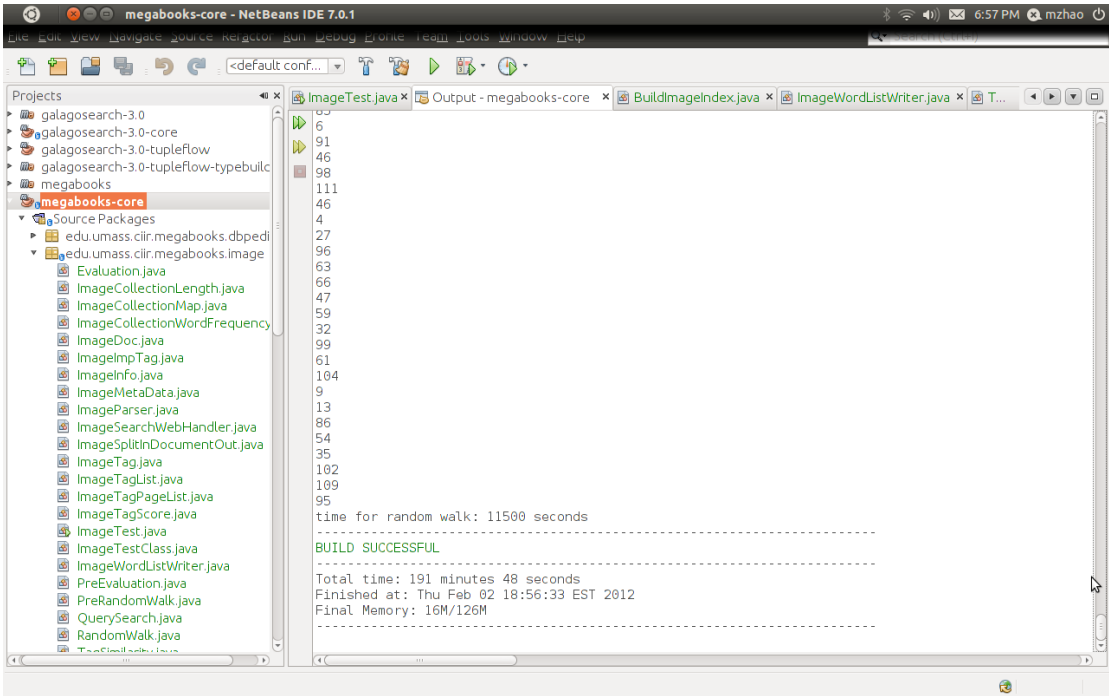 megabooks-core - NetBeans IDE 7.0.1
6:57 PM mzhao
File Edit View Navigate Source Refactor Run Debug Profile Team Tools Window Help
Search (Ctrl+I)
<default conf...
Projects
ImageTest.java Output - megabooks-core BuildImageIndex.java ImageWordListWriter.java T...
galagosearch-3.0
galagosearch-3.0-core
galagosearch-3.0-tupleflow
galagosearch-3.0-tupleflow-typebuilc
megabooks
megabooks-core
Source Packages
edu.umass.ciir.megabooks.dbpedi
edu.umass.ciir.megabooks.image
Evaluation.java
ImageCollectionLength.java
ImageCollectionMap.java
ImageCollectionWordFrequency
ImageDoc.java
ImageImpTag.java
ImageInfo.java
ImageMetaData.java
ImageParser.java
ImageSearchWebHandler.java
ImageSplitInDocumentOut.java
ImageTag.java
ImageTagList.java
ImageTagPageList.java
ImageTagScore.java
ImageTest.java
ImageTestClass.java
ImageWordListWriter.java
PreEvaluation.java
PreRandomWalk.java
QuerySearch.java
RandomWalk.java
TagSimilarity.java
6
91
46
98
111
46
4
27
96
63
66
47
59
32
99
61
104
9
13
86
54
35
102
109
95
time for random walk: 11500 seconds
BUILD SUCCESSFUL
Total time: 191 minutes 48 seconds
Finished at: Thu Feb 02 18:56:33 EST 2012
Final Memory: 16M/126M